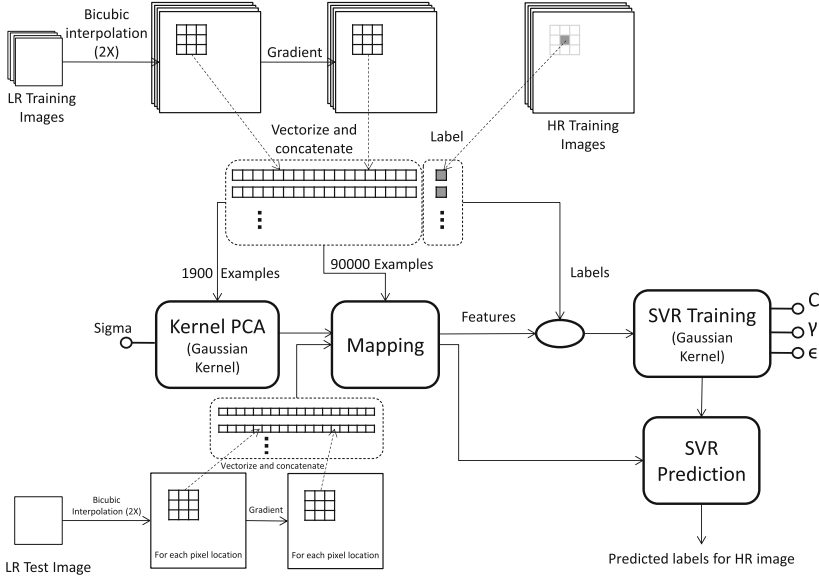 Bicubic
interpolation
(2X)
Gradient
LR Training
Images
HR Training
Images
Vectorize and
concatenate
Label
1900 Examples
90000 Examples
Labels
Sigma
Kernel PCA
(Gaussian
Kernel)
Mapping
Features
SVR Training
(Gaussian
Kernel)
C
γ
ϵ
SVR
Prediction
Vectorize and concatenate
Bicubic
Interpolation (2X)
Gradient
For each pixel location
For each pixel location
LR Test Image
Predicted labels for HR image